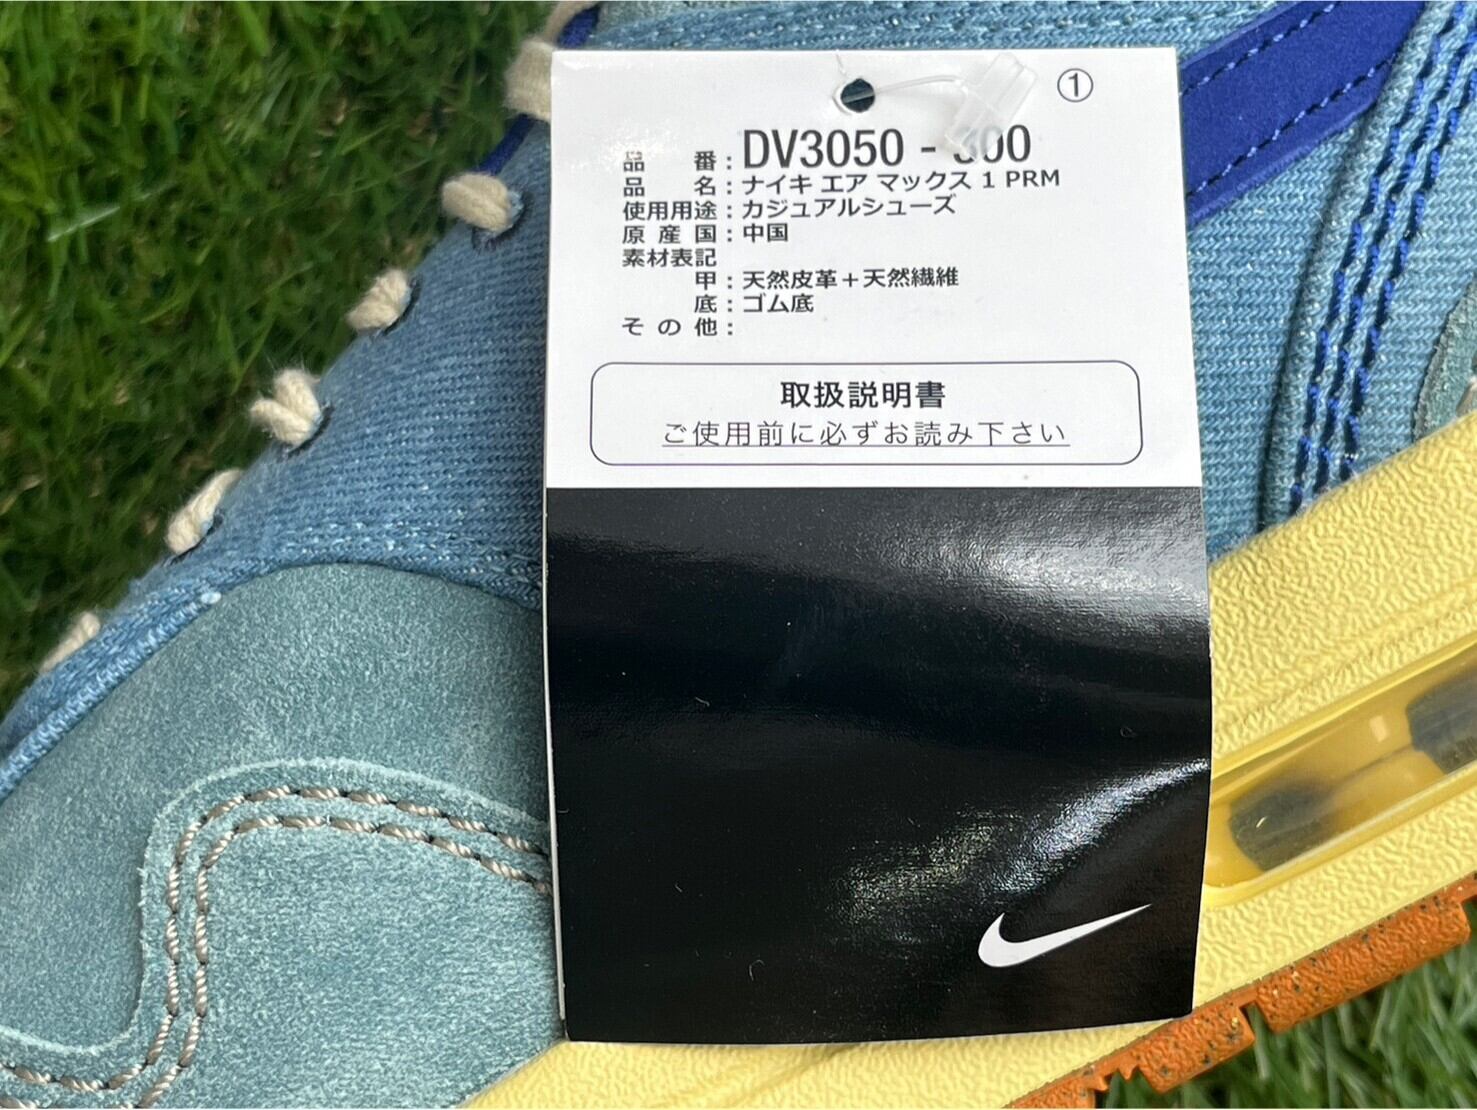 ①
品 番：DV3050 - 300
品 名：ナイキ エア マックス 1 PRM
使用用途：カジュアルシューズ
原 産 国：中国
素材表記
甲：天然皮革＋天然繊維
底：ゴム底
そ の 他：
取扱説明書
ご使用前に必ずお読み下さい